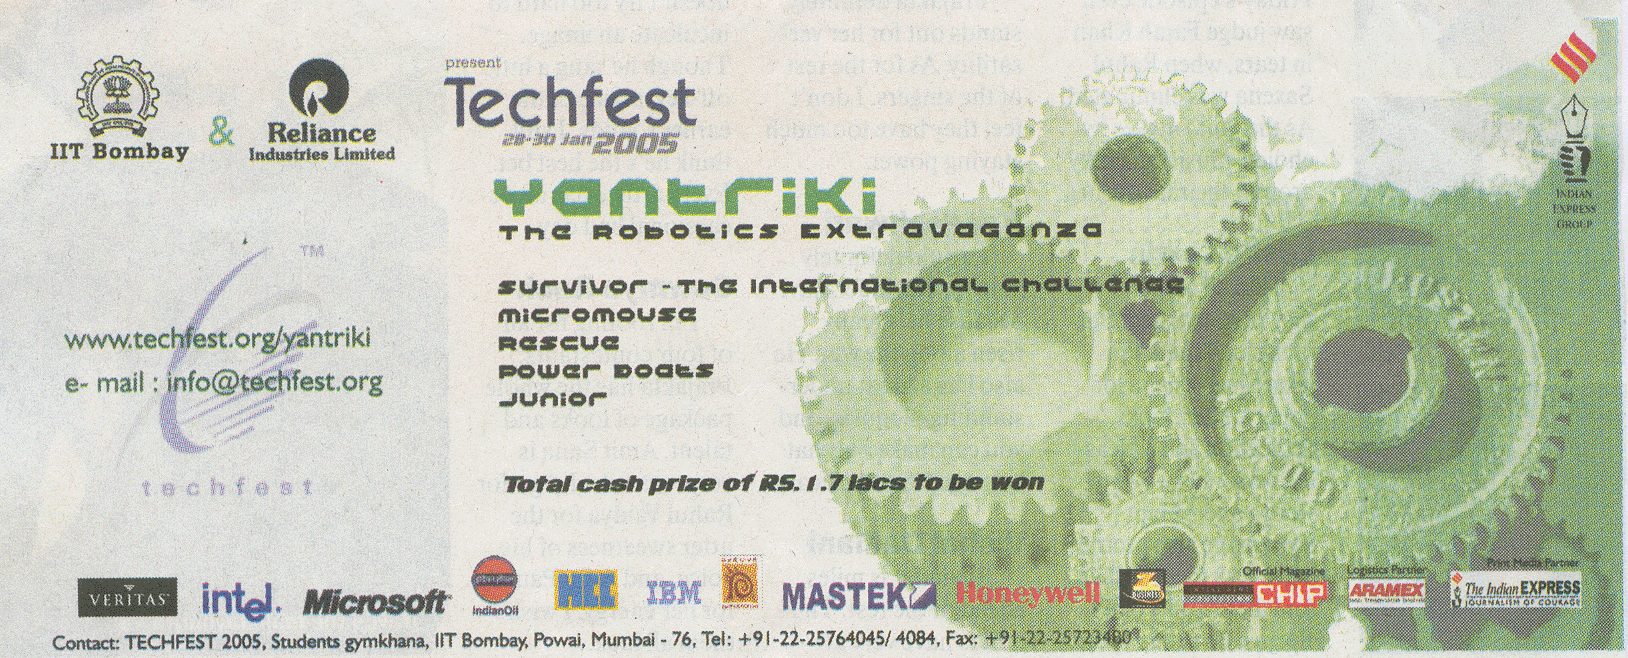 present
Techfest
28-30 Jan 2005
IIT Bombay
&
Reliance
Industries Limited
Yantriki
The Robotics Extravaganza
Survivor - The International Challenge
Micromouse
Rescue
Power Boats
Junior
Total cash prize of RS. 1.7 lacs to be won
TM
www.techfest.org/yantriki
e- mail : info@techfest.org
techfest
INDIAN
EXPRESS
GROUP
VERITAS
intel.
Microsoft
IndianOil
HCC
IBM
MASTEK
Honeywell
Z
BUSINESS
Official Magazine
CHIP
Logistics Partner
ARAMEX
Print Media Partner
The Indian EXPRESS
JOURNALISM OF COURAGE
Contact: TECHFEST 2005, Students gymkhana, IIT Bombay, Powai, Mumbai - 76, Tel: +91-22-25764045/ 4084, Fax: +91-22-25723480